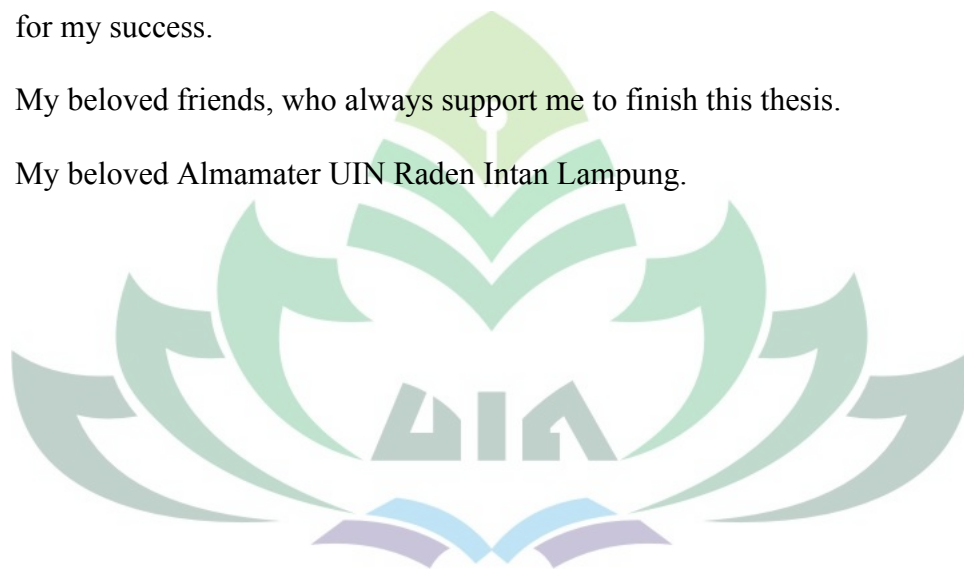 for my success.
My beloved friends, who always support me to finish this thesis.
My beloved Almamater UIN Raden Intan Lampung.
UIN